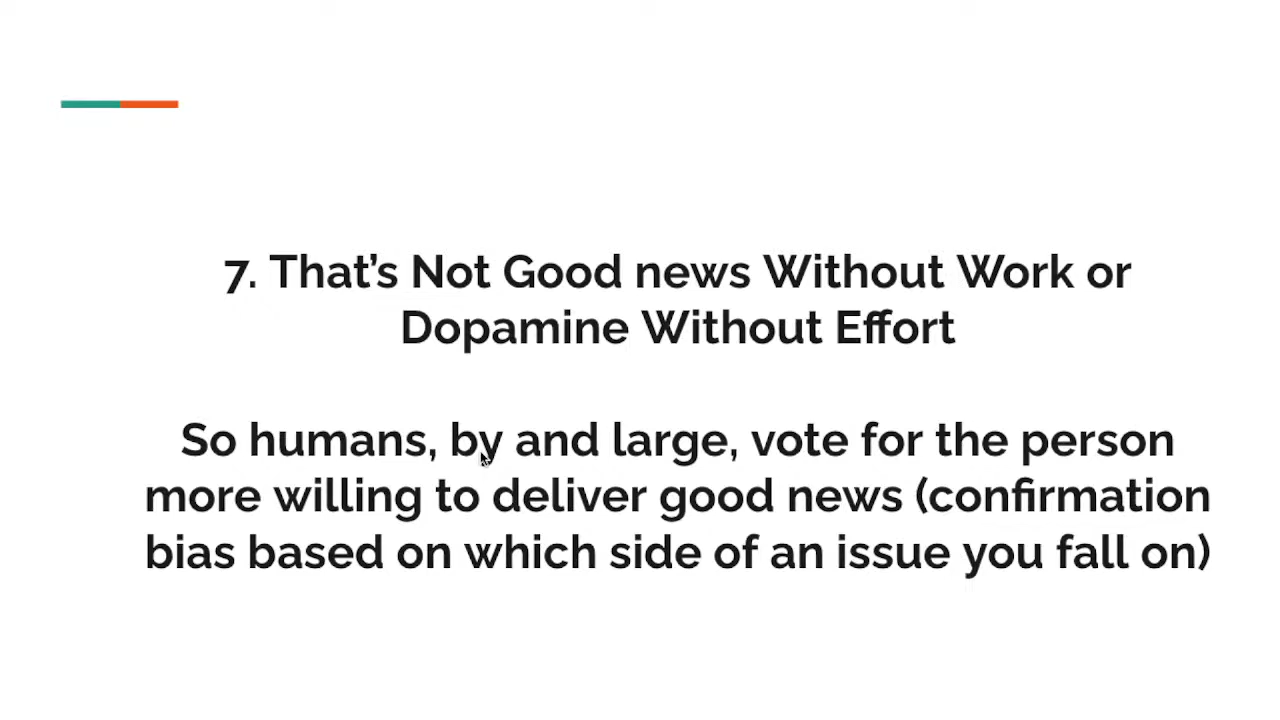 7. That’s Not Good news Without Work or
Dopamine Without Effort
So humans, by and large, vote for the person
more willing to deliver good news (confirmation
bias based on which side of an issue you fall on)